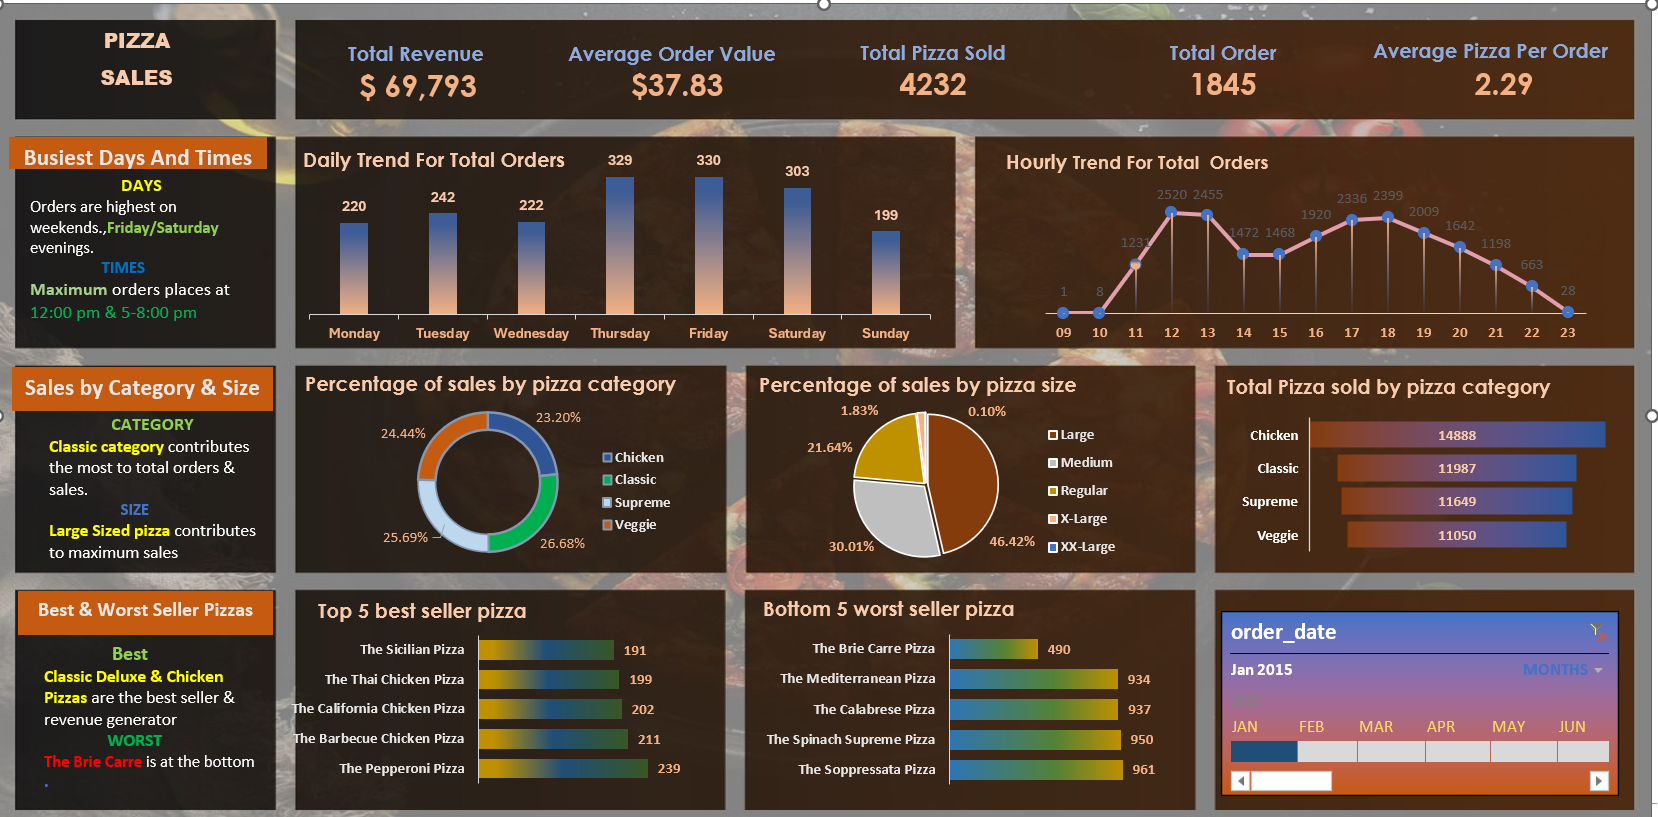 PIZZA
SALES
Total Revenue
$ 69,793
Average Order Value
$37.83
Total Pizza Sold
4232
Total Order
1845
Average Pizza Per Order
2.29
Busiest Days And Times
DAYS
Orders are highest on
weekends.,Friday/Saturday
evenings.
TIMES
Maximum orders places at
12:00 pm & 5-8:00 pm
Daily Trend For Total Orders
220
242
222
329
330
303
199
Monday
Tuesday
Wednesday
Thursday
Friday
Saturday
Sunday
Hourly Trend For Total Orders
1
8
1231
2520
2455
1472
1468
1920
2336
2399
2009
1642
1198
663
28
09
10
11
12
13
14
15
16
17
18
19
20
21
22
23
Sales by Category & Size
CATEGORY
Classic category contributes
the most to total orders &
sales.
SIZE
Large Sized pizza contributes
to maximum sales
Percentage of sales by pizza category
23.20%
24.44%
25.69%
26.68%
Chicken
Classic
Supreme
Veggie
Percentage of sales by pizza size
1.83%
0.10%
21.64%
30.01%
46.42%
Large
Medium
Regular
X-Large
XX-Large
Total Pizza sold by pizza category
Chicken 14888
Classic 11987
Supreme 11649
Veggie 11050
Best & Worst Seller Pizzas
Best
Classic Deluxe & Chicken
Pizzas are the best seller &
revenue generator
WORST
The Brie Carre is at the bottom
.
Top 5 best seller pizza
The Sicilian Pizza 191
The Thai Chicken Pizza 199
The California Chicken Pizza 202
The Barbecue Chicken Pizza 211
The Pepperoni Pizza 239
Bottom 5 worst seller pizza
The Brie Carre Pizza 490
The Mediterranean Pizza 934
The Calabrese Pizza 937
The Spinach Supreme Pizza 950
The Soppressata Pizza 961
order_date
Jan 2015
MONTHS
JAN
FEB
MAR
APR
MAY
JUN